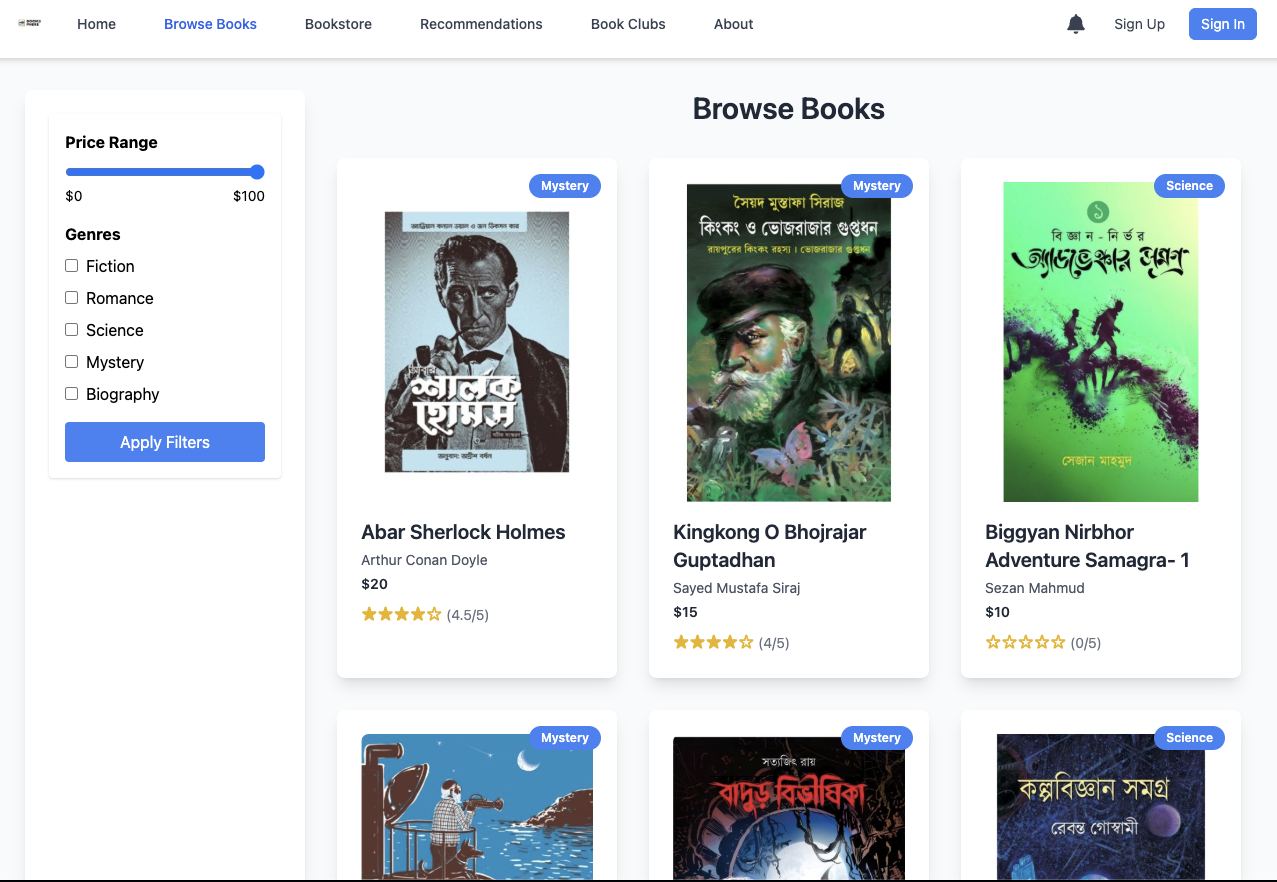 Home
Browse Books
Bookstore
Recommendations
Book Clubs
About
Sign Up
Sign In
Price Range
$0
$100
Genres
Fiction
Romance
Science
Mystery
Biography
Apply Filters
Browse Books
Mystery
আবার
শার্লক
হোমস
অনুবাদ: অদ্রীশ বর্ধন
Abar Sherlock Holmes
Arthur Conan Doyle
$20
(4.5/5)
Mystery
সৈয়দ মুস্তাফা সিরাজ
কিংকং ও ভোজরাজার গুপ্তধন
রায়পুরের কিংকং রহস্য । ভোজরাজার গুপ্তধন
Kingkong O Bhojrajar
Guptadhan
Sayed Mustafa Siraj
$15
(4/5)
Science
১
বিজ্ঞান-নির্ভর
অ্যাডভেঞ্চার সমগ্র
সেজান মাহমুদ
Biggyan Nirbhor
Adventure Samagra- 1
Sezan Mahmud
$10
(0/5)
Mystery
Mystery
সত্যজিৎ রায়
বাদুড় বিভীষিকা
Science
কল্পবিজ্ঞান সমগ্র
রেবন্ত গোস্বামী